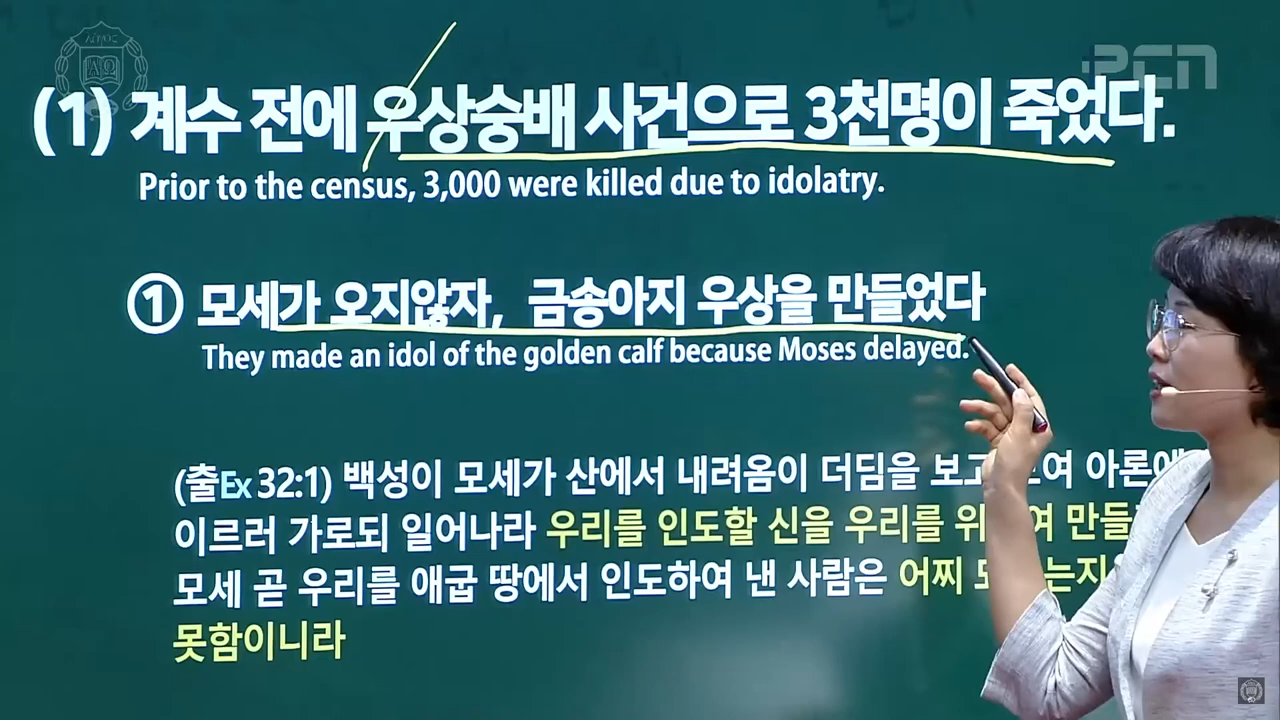 (1) 계수 전에 우상숭배 사건으로 3천명이 죽었다.
Prior to the census, 3,000 were killed due to idolatry.
① 모세가 오지않자, 금송아지 우상을 만들었다
They made an idol of the golden calf because Moses delayed.
(출Ex 32:1) 백성이 모세가 산에서 내려옴이 더딤을 보고 아론에
이르러 가로되 일어나라 우리를 인도할 신을 우리를
모세 곧 우리를 애굽 땅에서 인도하여 낸 사람은 어찌
못함이니라
PCN
ΛΟΓΟΣ
ΑΩ